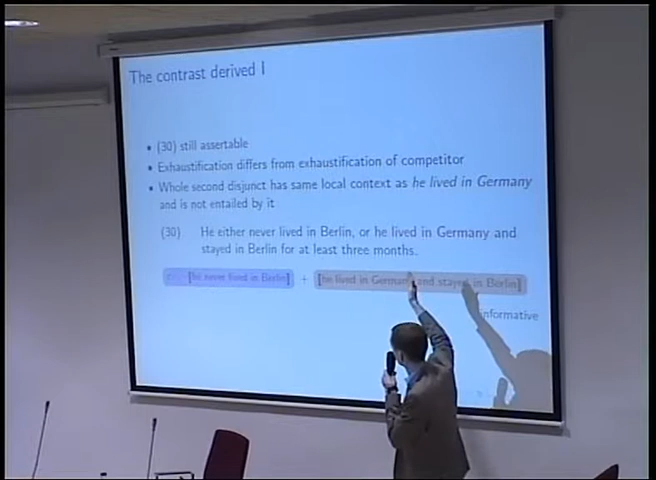 The contrast derived I
• (30) still assertable
• Exhaustification differs from exhaustification of competitor
• Whole second disjunct has same local context as he lived in Germany
and is not entailed by it
(30) He either never lived in Berlin, or he lived in Germany and
stayed in Berlin for at least three months.
[he never lived in Berlin] + [he lived in Germany and stayed in Berlin]
informative